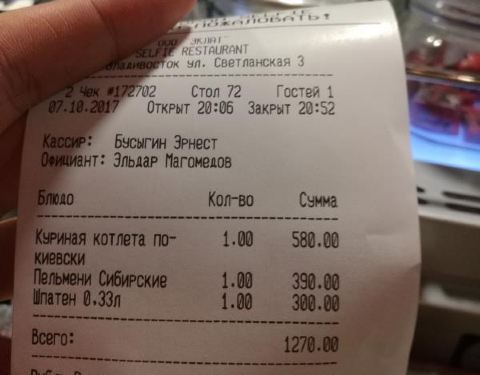 ПОЖАЛОВАТЬ!
ООО "ЭКЛАТ"
SELFIE RESTAURANT
Владивосток ул. Светланская 3
2 Чек #172702 Стол 72 Гостей 1
07.10.2017 Открыт 20:06 Закрыт 20:52
Кассир: Бусыгин Эрнест
Официант: Эльдар Магомедов
Блюдо Кол-во Сумма
Куриная котлета по- 1.00 580.00
киевски
Пельмени Сибирские 1.00 390.00
Шпатен 0.33л 1.00 300.00
Всего: 1270.00